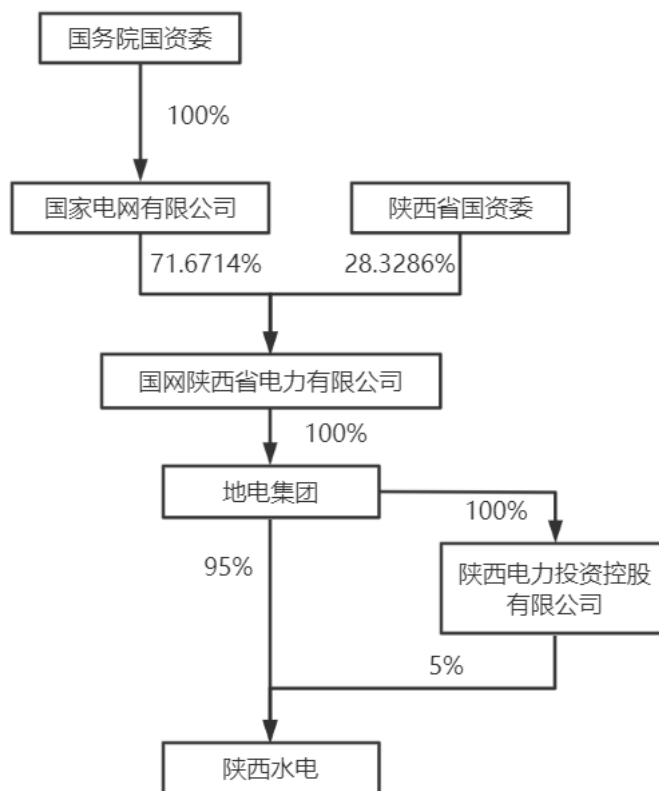 国务院国资委
100%
国家电网有限公司
陕西省国资委
71.6714%
28.3286%
国网陕西省电力有限公司
100%
地电集团
100%
95%
陕西电力投资控股
有限公司
5%
陕西水电